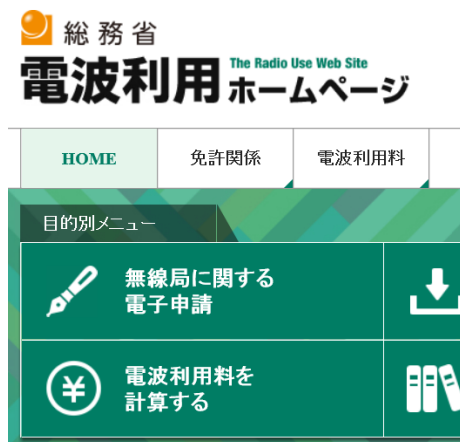 総務省
電波利用ホームページ
The Radio Use Web Site
HOME
免許関係
電波利用料
目的別メニュー
無線局に関する
電子申請
¥
電波利用料を
計算する